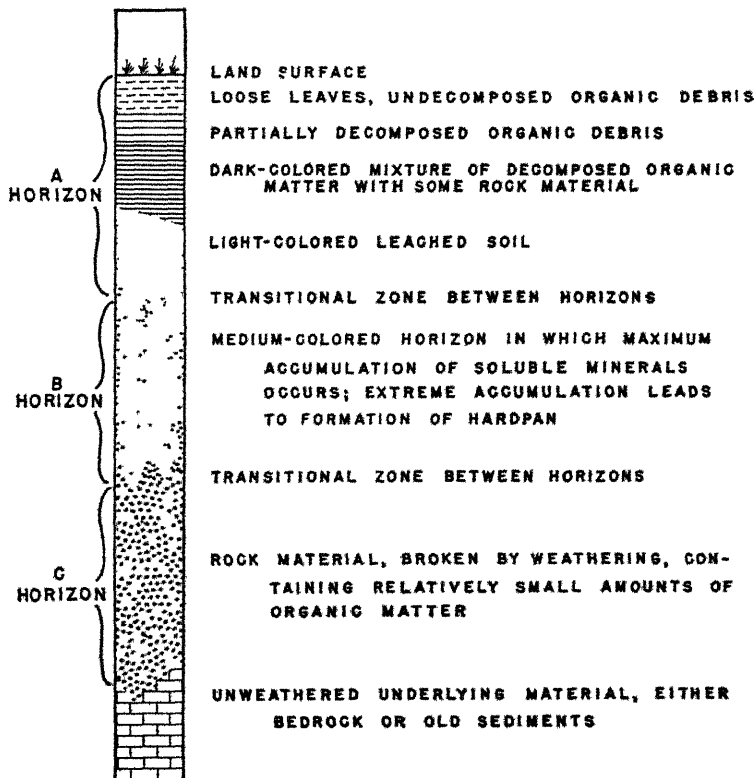 LAND SURFACE
LOOSE LEAVES, UNDECOMPOSED ORGANIC DEBRIS
PARTIALLY DECOMPOSED ORGANIC DEBRIS
A
HORIZON
DARK-COLORED MIXTURE OF DECOMPOSED ORGANIC
MATTER WITH SOME ROCK MATERIAL
LIGHT-COLORED LEACHED SOIL
TRANSITIONAL ZONE BETWEEN HORIZONS
B
HORIZON
MEDIUM-COLORED HORIZON IN WHICH MAXIMUM
ACCUMULATION OF SOLUBLE MINERALS
OCCURS; EXTREME ACCUMULATION LEADS
TO FORMATION OF HARDPAN
TRANSITIONAL ZONE BETWEEN HORIZONS
C
HORIZON
ROCK MATERIAL, BROKEN BY WEATHERING, CON-
TAINING RELATIVELY SMALL AMOUNTS OF
ORGANIC MATTER
UNWEATHERED UNDERLYING MATERIAL, EITHER
BEDROCK OR OLD SEDIMENTS